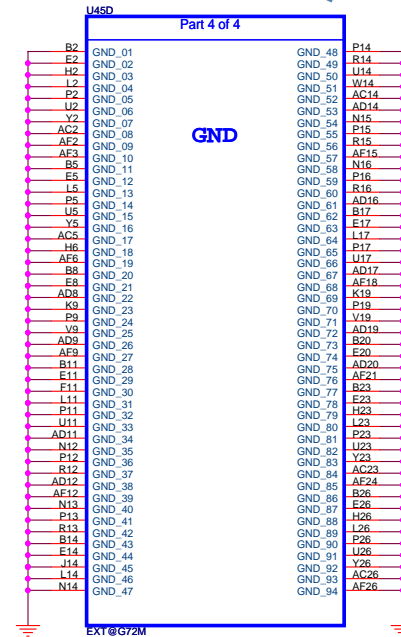 U45D
Part 4 of 4
GND
B2 GND_01 GND_48 P14
E2 GND_02 GND_49 R14
H2 GND_03 GND_50 U14
L2 GND_04 GND_51 W14
P2 GND_05 GND_52 AC14
U2 GND_06 GND_53 AD14
Y2 GND_07 GND_54 N15
AC2 GND_08 GND_55 P15
AF2 GND_09 GND_56 R15
AF3 GND_10 GND_57 AF15
B5 GND_11 GND_58 N16
E5 GND_12 GND_59 P16
L5 GND_13 GND_60 R16
P5 GND_14 GND_61 AD16
U5 GND_15 GND_62 B17
Y5 GND_16 GND_63 E17
AC5 GND_17 GND_64 L17
H6 GND_18 GND_65 P17
AF6 GND_19 GND_66 U17
B8 GND_20 GND_67 AD17
E8 GND_21 GND_68 AF18
AD8 GND_22 GND_69 K19
K9 GND_23 GND_70 P19
P9 GND_24 GND_71 V19
V9 GND_25 GND_72 AD19
AD9 GND_26 GND_73 B20
AF9 GND_27 GND_74 E20
B11 GND_28 GND_75 AD20
E11 GND_29 GND_76 AF21
F11 GND_30 GND_77 B23
L11 GND_31 GND_78 E23
P11 GND_32 GND_79 H23
U11 GND_33 GND_80 L23
AD11 GND_34 GND_81 P23
N12 GND_35 GND_82 U23
P12 GND_36 GND_83 Y23
R12 GND_37 GND_84 AC23
AD12 GND_38 GND_85 AF24
AF12 GND_39 GND_86 B26
N13 GND_40 GND_87 E26
P13 GND_41 GND_88 H26
R13 GND_42 GND_89 L26
B14 GND_43 GND_90 P26
E14 GND_44 GND_91 U26
J14 GND_45 GND_92 Y26
L14 GND_46 GND_93 AC26
N14 GND_47 GND_94 AF26
EXT@G72M